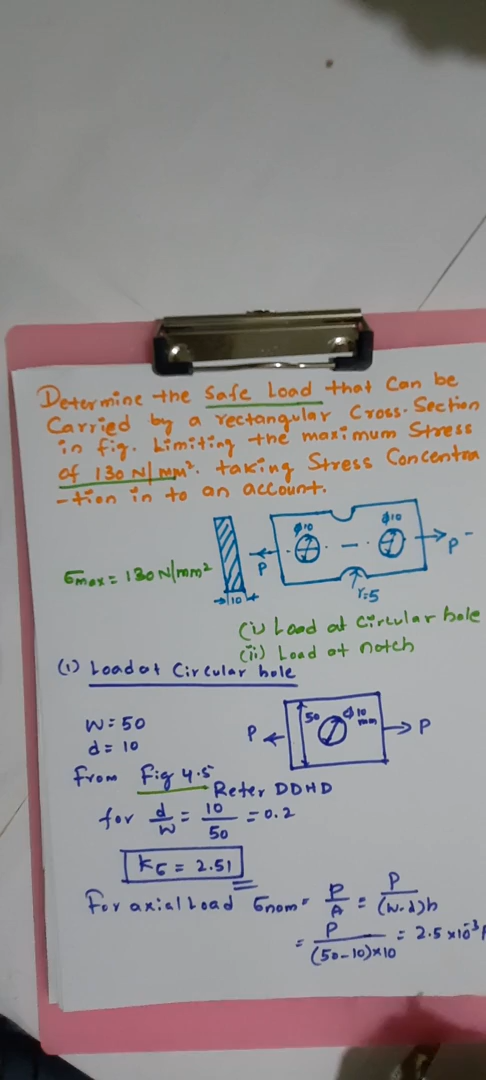 Determine the Safe Load that Can be
Carried by a rectangular Cross-Section
in fig. Limiting the maximum Stress
of 130 N/mm². taking Stress Concentra
-tion in to an account.
σmax = 130 N/mm²
10
P
ϕ10
ϕ10
P
r=5
(i) Load at Circular hole
(ii) Load at notch
(1) Load at Circular hole
W = 50
d = 10
P
50
ϕ10
mm
P
From Fig 4.5
Refer DDHD
for d/W = 10/50 = 0.2
Kσ = 2.51
For axial Load σnom = P/A = P/(W-d)h
= P/(50-10)×10 = 2.5×10⁻³P